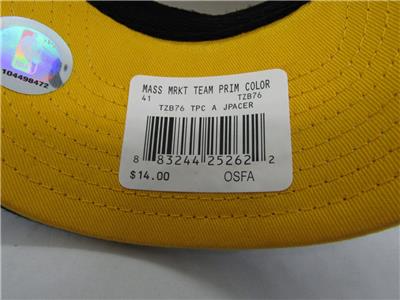 104498472
MASS MRKT TEAM PRIM COLOR
41 TZB76
TZB76 TPC A JPACER
8 83244 25262 2
$14.00 OSFA